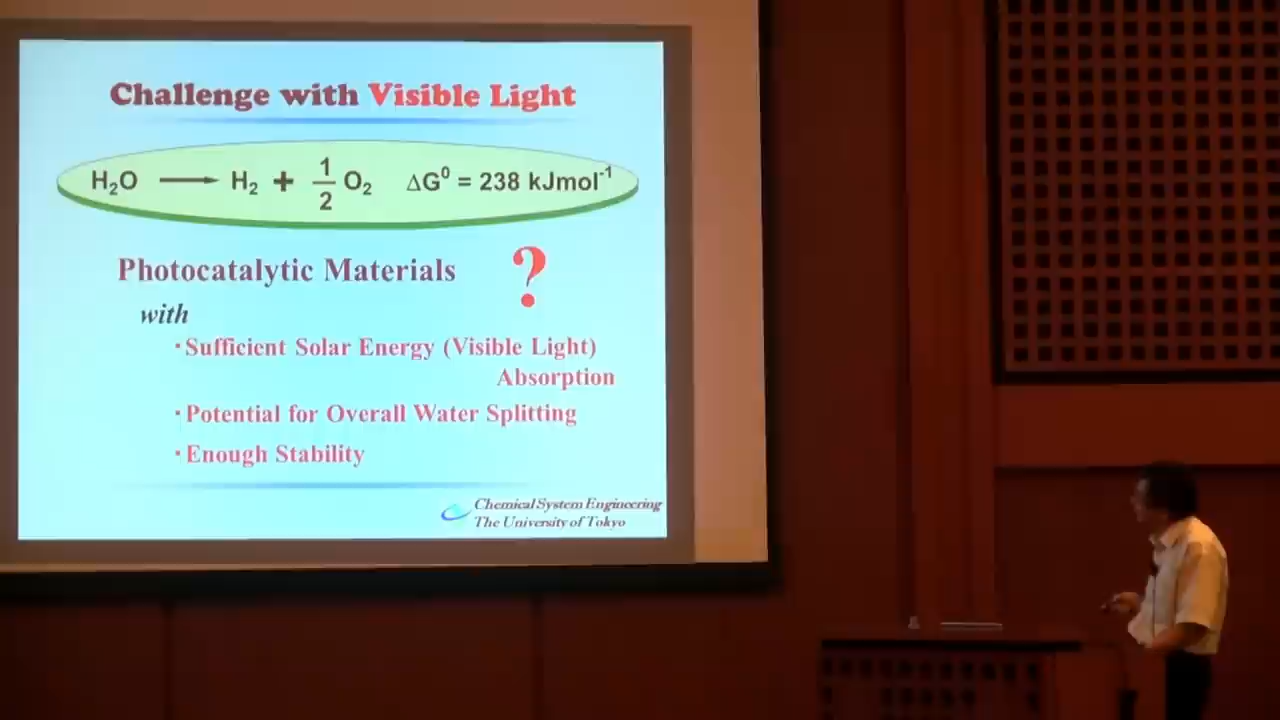 Challenge with Visible Light
H₂O ⟶ H₂ + 1/2 O₂ ΔG⁰ = 238 kJmol⁻¹
Photocatalytic Materials ?
with
・Sufficient Solar Energy (Visible Light)
Absorption
・Potential for Overall Water Splitting
・Enough Stability
Chemical System Engineering
The University of Tokyo